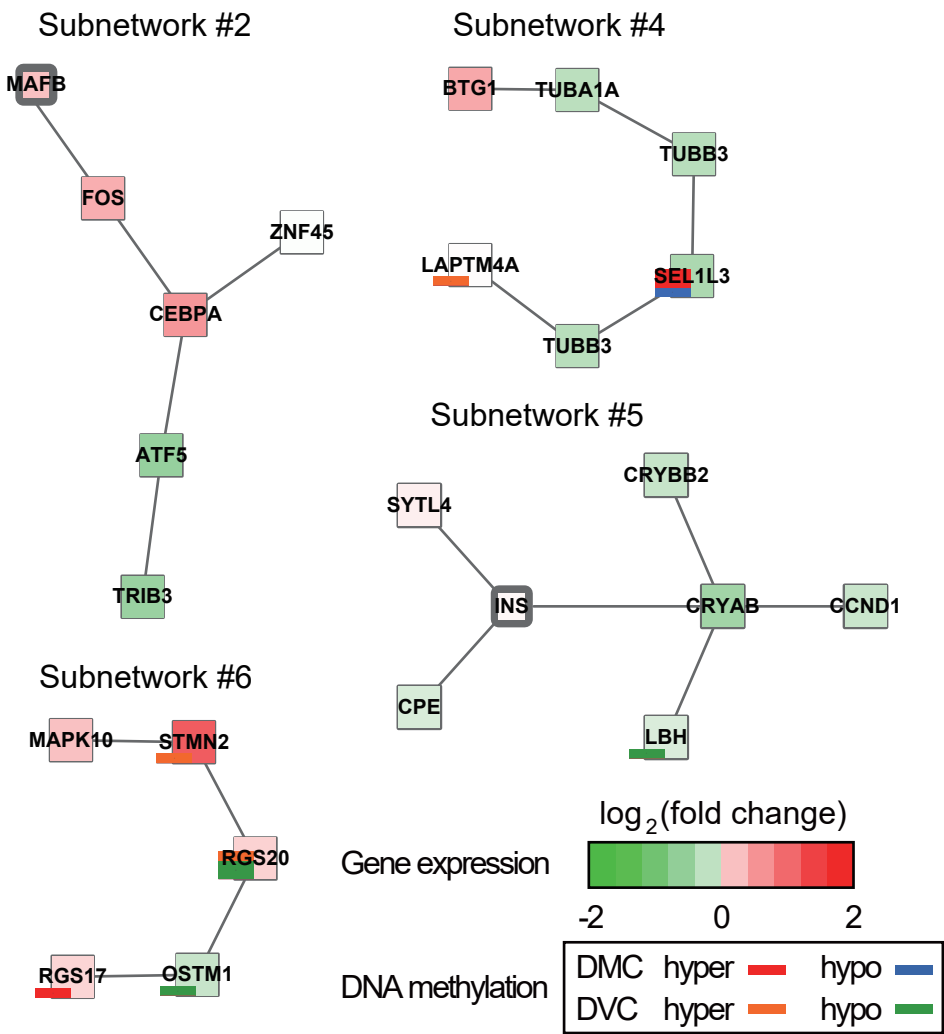 Subnetwork #2
MAFB
FOS
ZNF45
CEBPA
ATF5
TRIB3
Subnetwork #4
BTG1
TUBA1A
TUBB3
LAPTM4A
SEL1L3
TUBB3
Subnetwork #5
CRYBB2
SYTL4
INS
CRYAB
CCND1
CPE
LBH
Subnetwork #6
MAPK10
STMN2
RGS20
RGS17
OSTM1
log2(fold change)
Gene expression
-2 0 2
DNA methylation
DMC hyper hypo
DVC hyper hypo